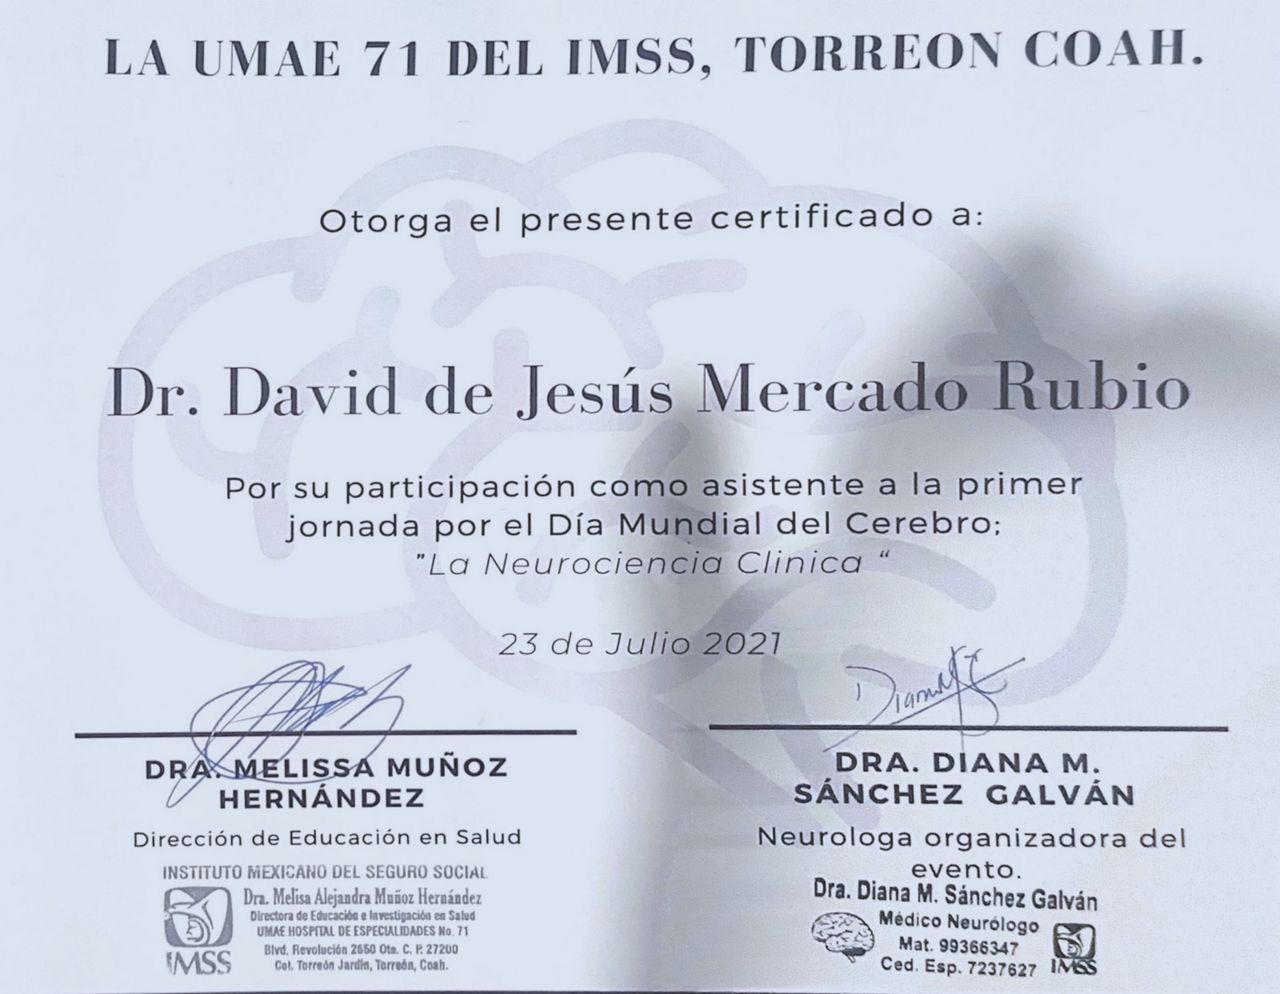 LA UMAE 71 DEL IMSS, TORREON COAH.
Otorga el presente certificado a:
Dr. David de Jesús Mercado Rubio
Por su participación como asistente a la primer
jornada por el Día Mundial del Cerebro;
"La Neurociencia Clinica “
23 de Julio 2021
DRA. MELISSA MUÑOZ
HERNÁNDEZ
Dirección de Educación en Salud
INSTITUTO MEXICANO DEL SEGURO SOCIAL
Dra. Melisa Alejandra Muñoz Hernández
Directora de Educación e Investigación en Salud
UMAE HOSPITAL DE ESPECIALIDADES No. 71
Blvd. Revolución 2650 Ote. C. P. 27200
Col. Torreón Jardín, Torreón, Coah.
IMSS
Diana
DRA. DIANA M.
SÁNCHEZ GALVÁN
Neurologa organizadora del
evento.
Dra. Diana M. Sánchez Galván
Médico Neurólogo
Mat. 99366347
Ced. Esp. 7237627
IMSS